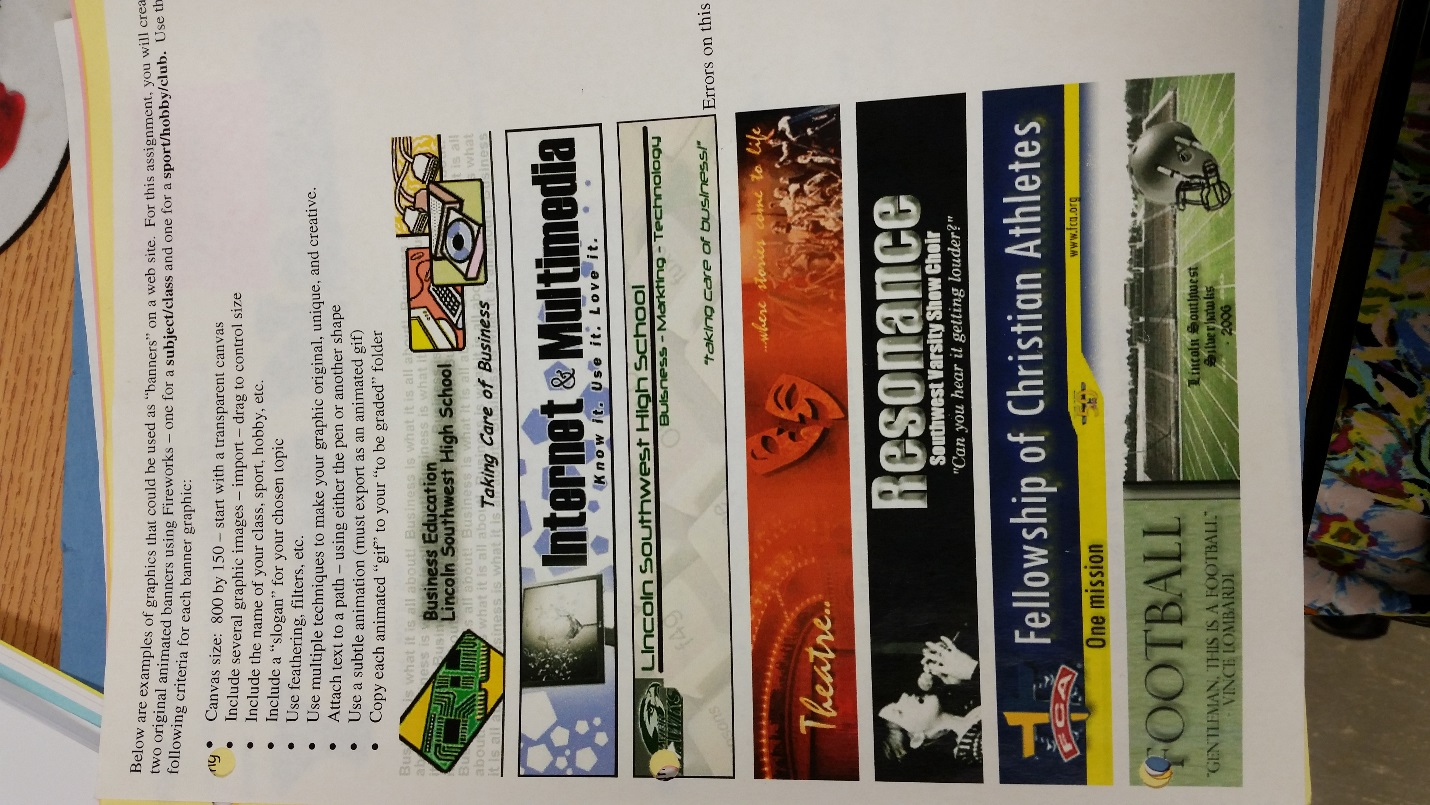 Below are examples of graphics that could be used as “banners” on a web site. For this assignment, you will crea
two original animated banners using Fireworks – one for a subject/class and one for a sport/hobby/club. Use th
following criteria for each banner graphic:
• Canvas size: 800 by 150 – start with a transparent canvas
• Include several graphic images – import – drag to control size
• Include the name of your class, sport, hobby, etc.
• Include a “slogan” for your chosen topic
• Use feathering, filters, etc.
• Use multiple techniques to make your graphic original, unique, and creative.
• Attach text to a path – using either the pen or another shape
• Use a subtle animation (must export as an animated gif)
• Copy each animated “gif” to your “to be graded” folder
Business Education
Lincoln Southwest High School
Taking Care of Business
Internet & Multimedia
Know it. Use it. Love it.
Lincoln Southwest High School
Buisness - Markting - Technology
"taking care of business!"
Errors on this
Theatre...
...where stories come to life
Resonance
Southwest Varsity Show Choir
"Can you hear it getting louder?"
FCA
Fellowship of Christian Athletes
One mission
www.fca.org
FOOTBALL
"GENTLEMAN, THIS IS A FOOTBALL."
VINCE LOMBARDI
Lincoln Southwest
Silverhawks
2006